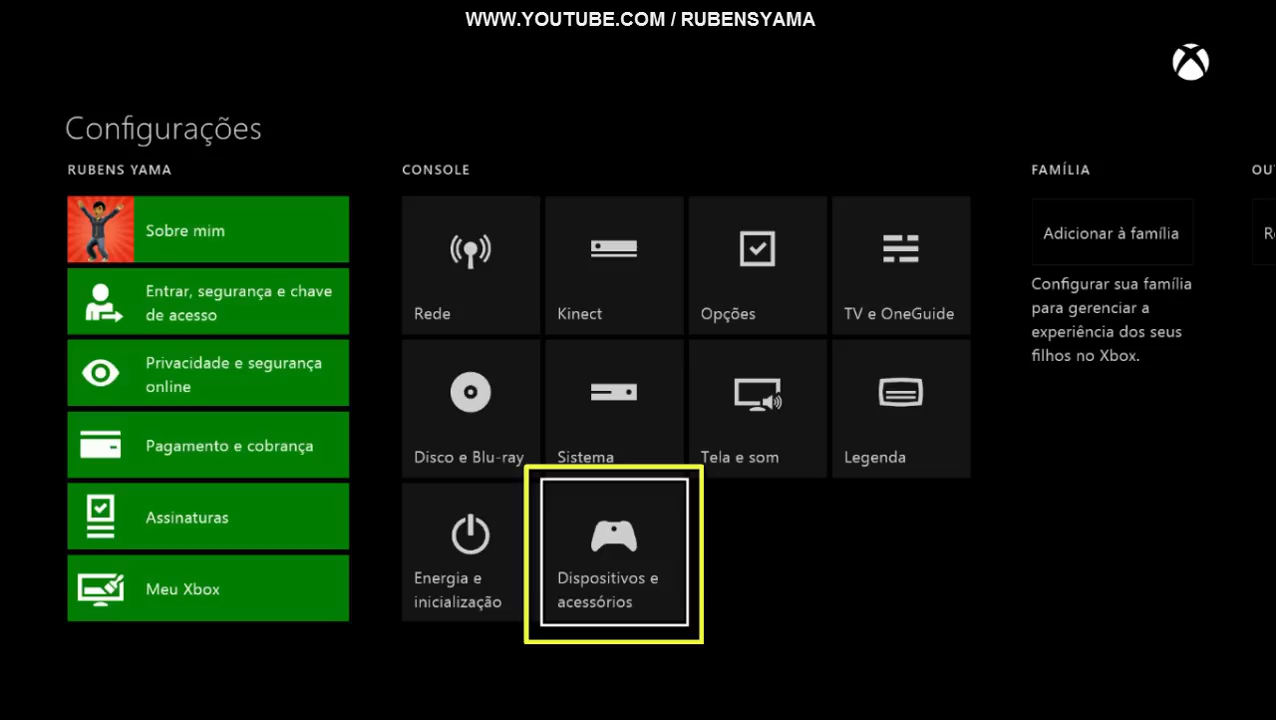 WWW.YOUTUBE.COM / RUBENSYAMA
Configurações
RUBENS YAMA
Sobre mim
Entrar, segurança e chave
de acesso
Privacidade e segurança
online
Pagamento e cobrança
Assinaturas
Meu Xbox
CONSOLE
Rede
Kinect
Opções
TV e OneGuide
Disco e Blu-ray
Sistema
Tela e som
Legenda
Energia e
inicialização
Dispositivos e
acessórios
FAMÍLIA
Adicionar à família
Configurar sua família
para gerenciar a
experiência dos seus
filhos no Xbox.